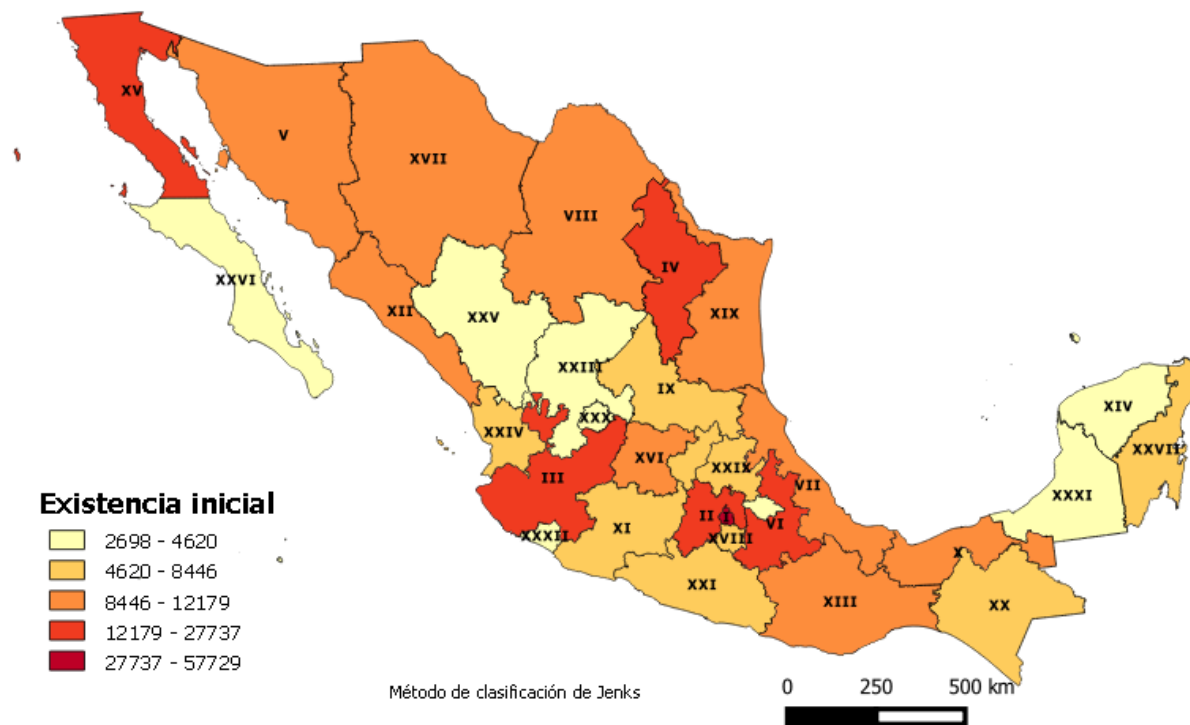 XV
V
XVII
VIII
IV
XXVI
XII
XXV
XIX
XXIII
IX
XXX
XXIV
XIV
XXVII
XVI
XXIX
III
VII
XXXI
II
I
VI
XXXII
XI
XVIII
X
XXI
XIII
XX
Existencia inicial
2698 - 4620
4620 - 8446
8446 - 12179
12179 - 27737
27737 - 57729
Método de clasificación de Jenks
0 250 500 km